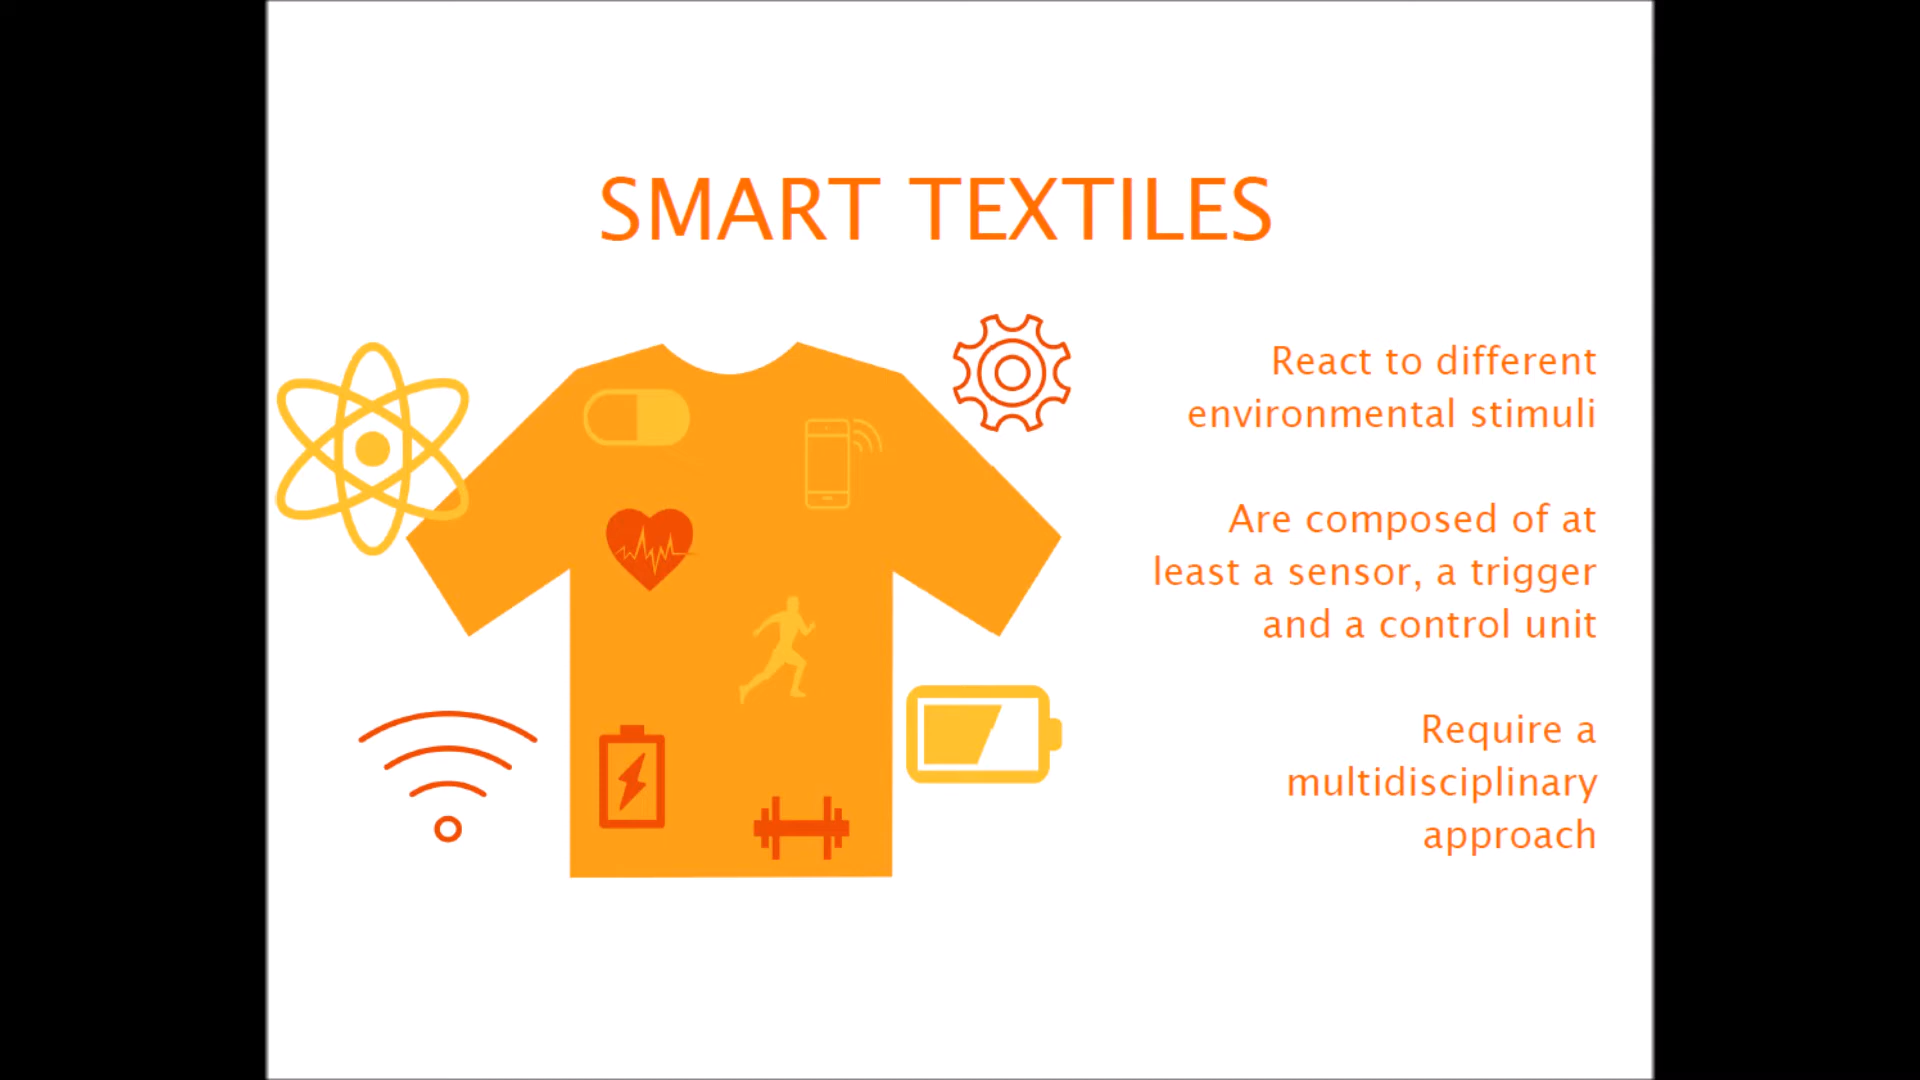 SMART TEXTILES
React to different
environmental stimuli
Are composed of at
least a sensor, a trigger
and a control unit
Require a
multidisciplinary
approach